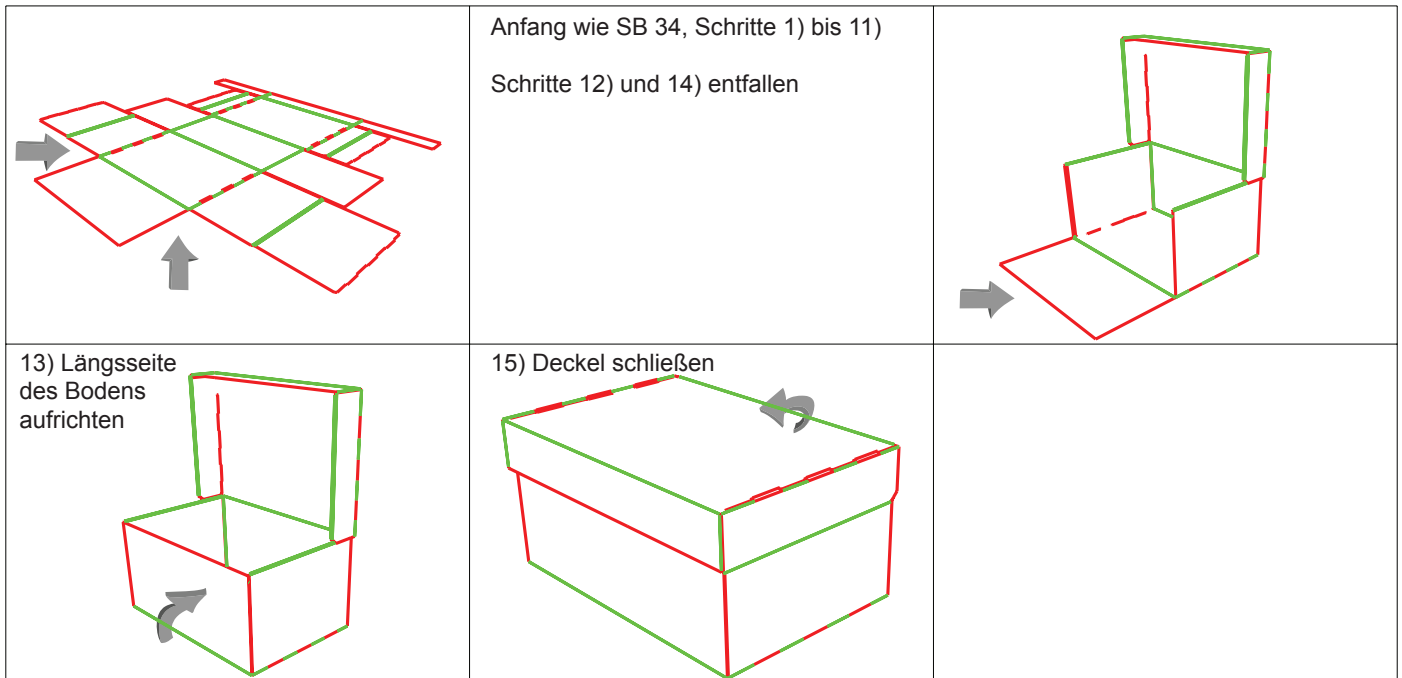 Anfang wie SB 34, Schritte 1) bis 11)
Schritte 12) und 14) entfallen
13) Längsseite
des Bodens
aufrichten
15) Deckel schließen